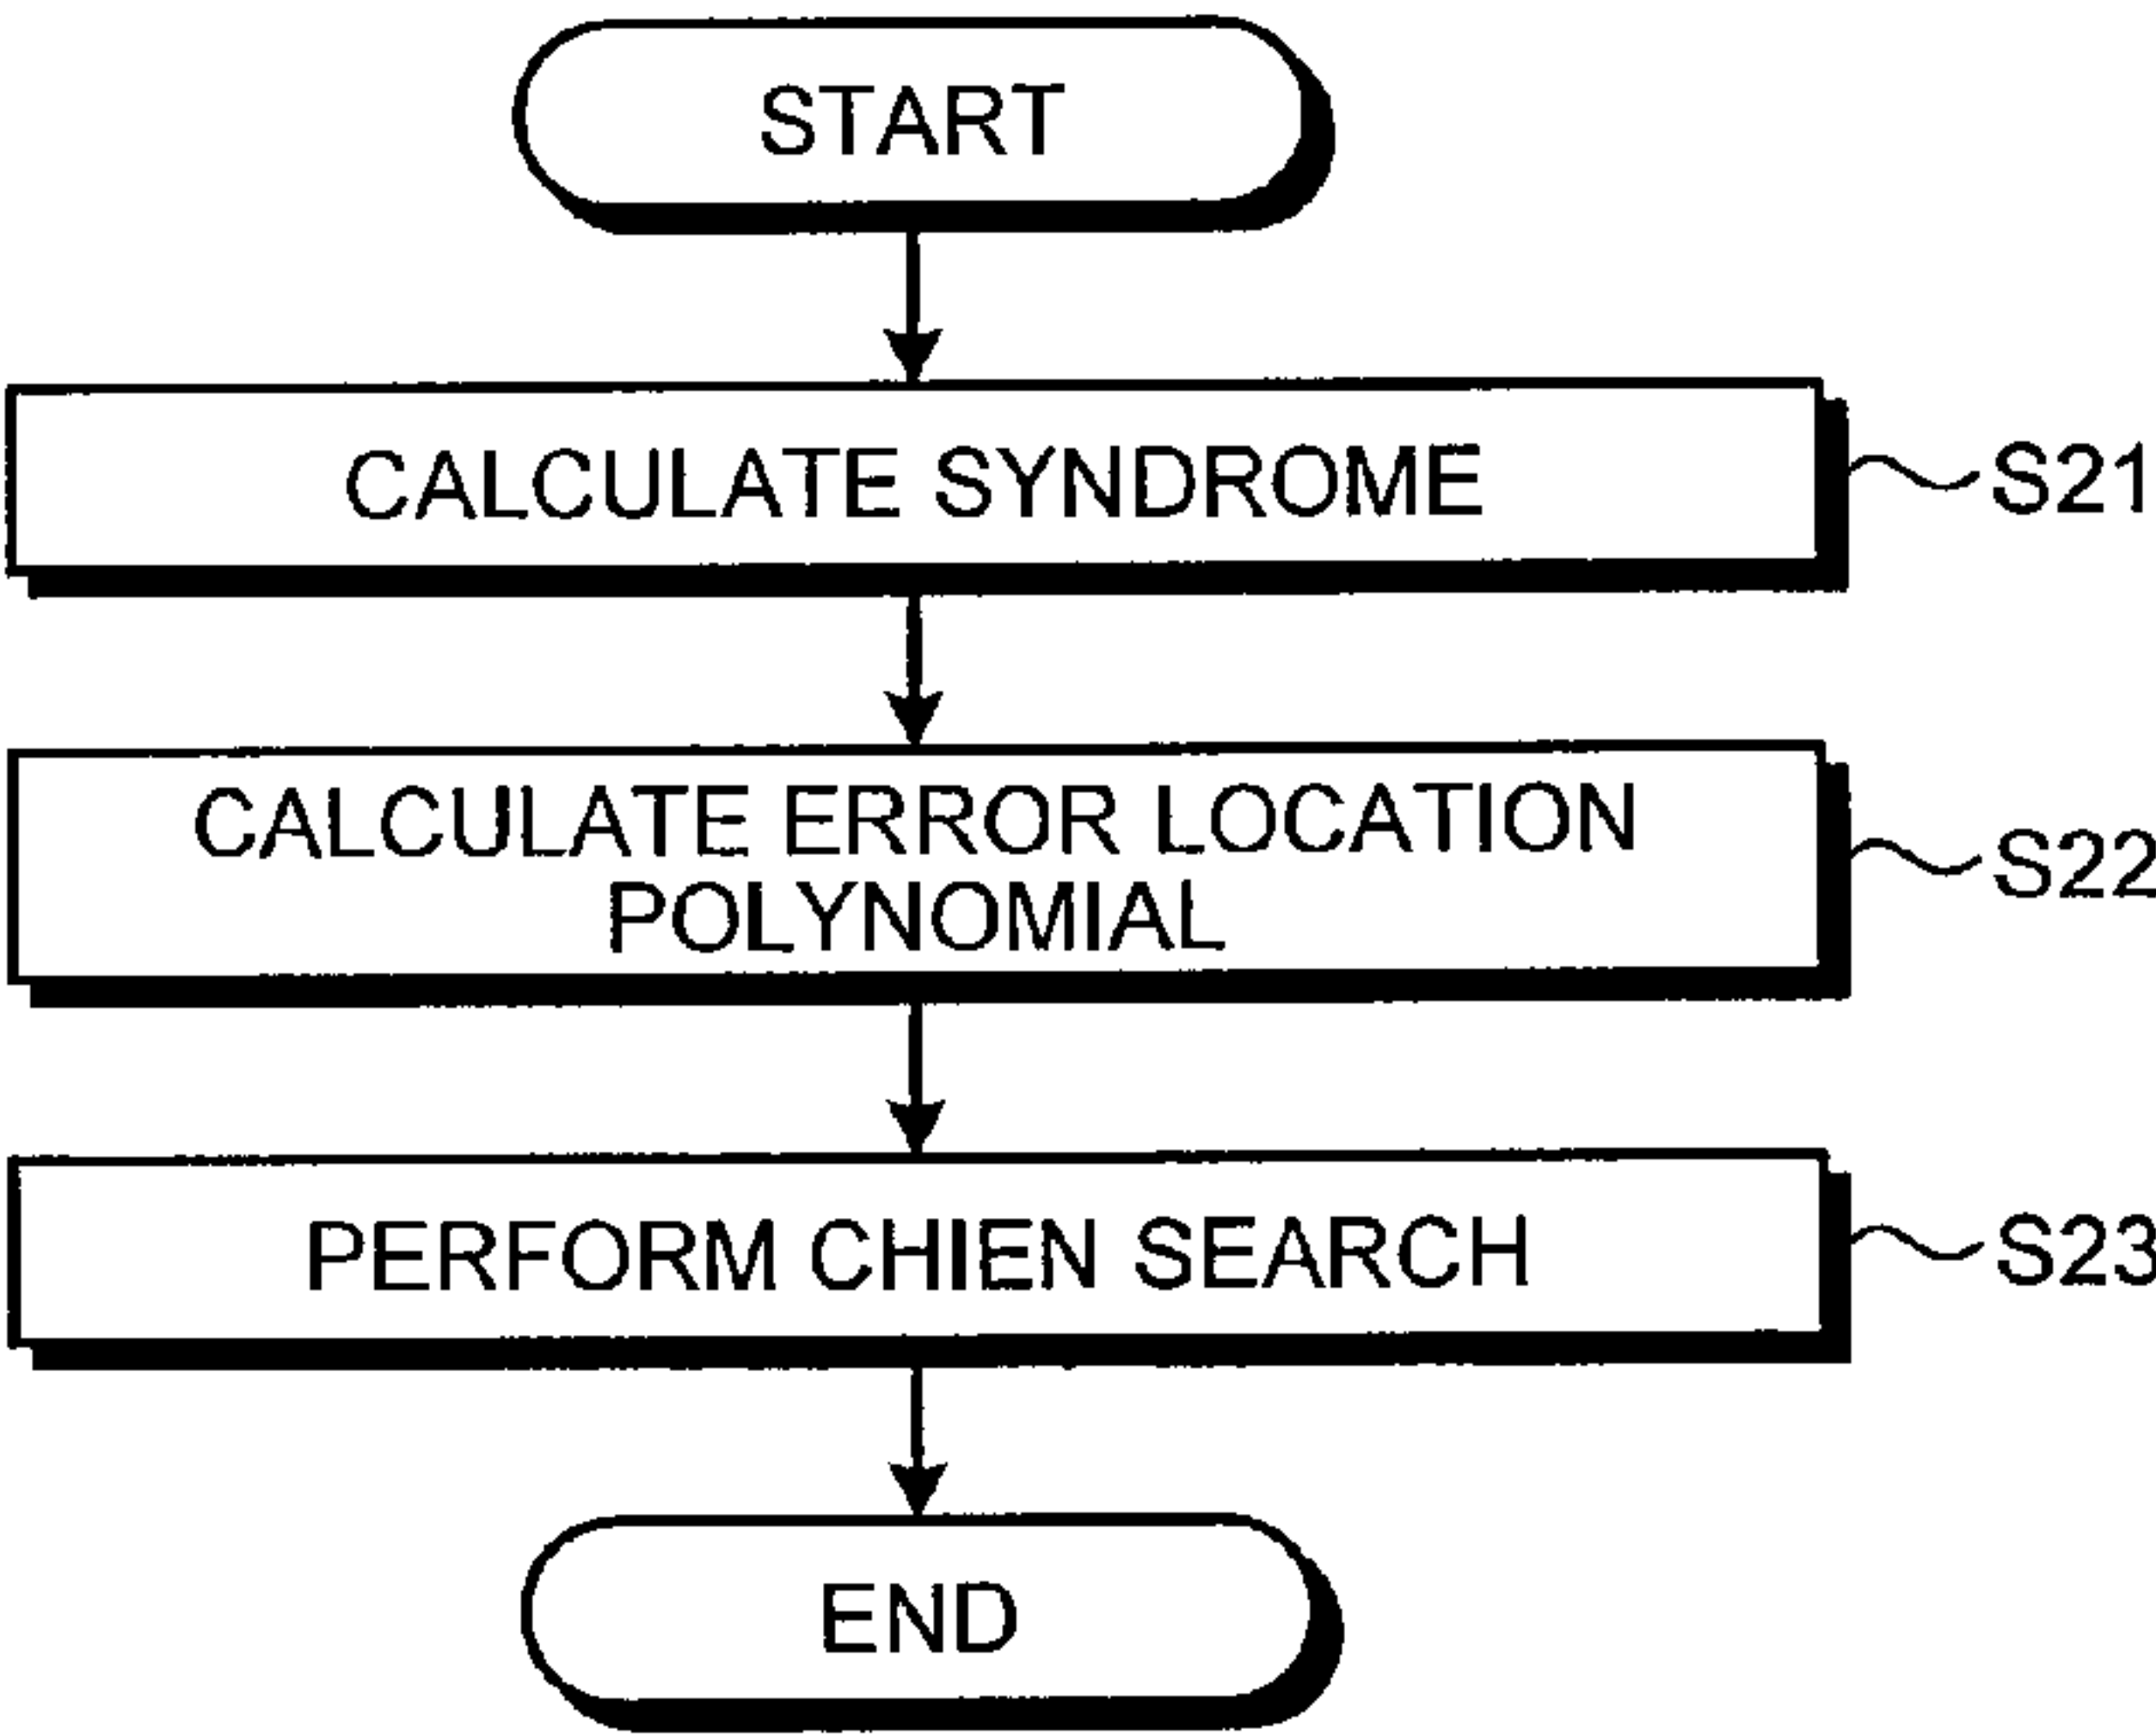 START
CALCULATE SYNDROME
S21
CALCULATE ERROR LOCATION
POLYNOMIAL
S22
PERFORM CHIEN SEARCH
S23
END